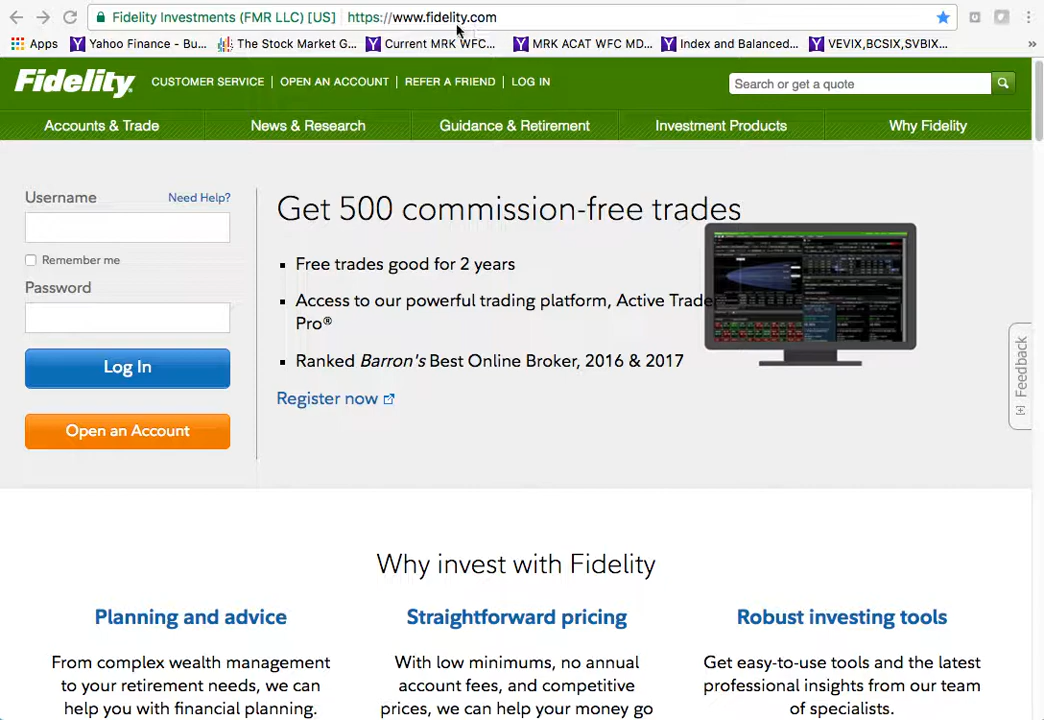 Fidelity Investments (FMR LLC) [US] https://www.fidelity.com
Apps Yahoo Finance - Bu... The Stock Market G... Current MRK WFC... MRK ACAT WFC MD... Index and Balanced... VEVIX,BCSIX,SVBIX... »
Fidelity CUSTOMER SERVICE | OPEN AN ACCOUNT | REFER A FRIEND | LOG IN Search or get a quote
Accounts & Trade News & Research Guidance & Retirement Investment Products Why Fidelity
Username Need Help?
Remember me
Password
Log In
Open an Account
Get 500 commission-free trades
Free trades good for 2 years
Access to our powerful trading platform, Active Trade
Pro®
Ranked Barron's Best Online Broker, 2016 & 2017
Register now
[+] Feedback
Why invest with Fidelity
Planning and advice
From complex wealth management
to your retirement needs, we can
help you with financial planning.
Straightforward pricing
With low minimums, no annual
account fees, and competitive
prices, we can help your money go
Robust investing tools
Get easy-to-use tools and the latest
professional insights from our team
of specialists.